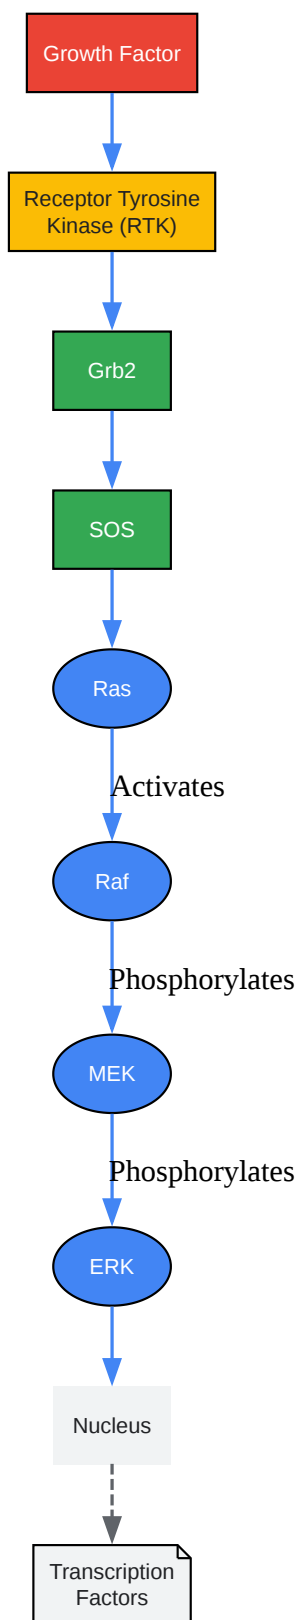 Growth Factor
Receptor Tyrosine
Kinase (RTK)
Grb2
SOS
Ras
Activates
Raf
Phosphorylates
MEK
Phosphorylates
ERK
Nucleus
Transcription
Factors